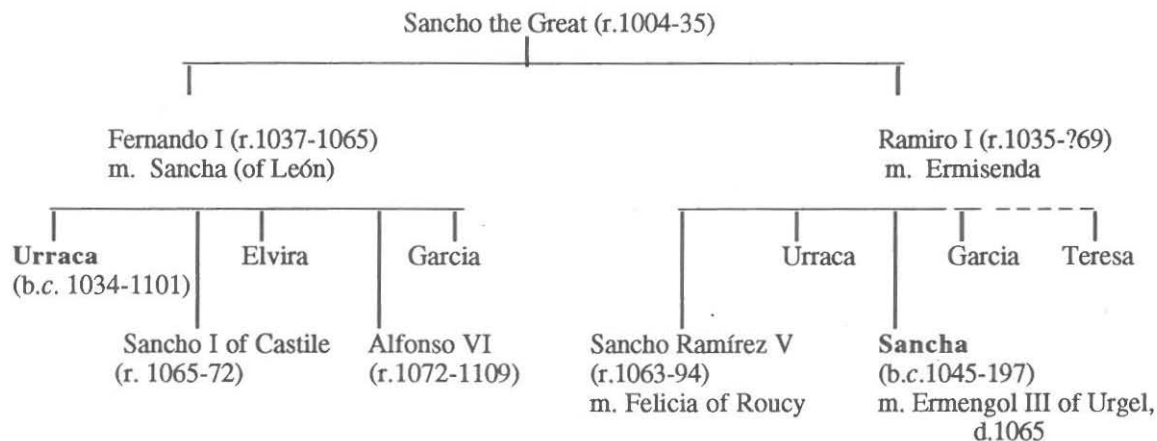 Sancho the Great (r.1004-35)
Fernando I (r.1037-1065)
m. Sancha (of León)
Ramiro I (r.1035-?69)
m. Ermisenda
Urraca
(b.c. 1034-1101)
Elvira
Garcia
Urraca
Garcia
Teresa
Sancho I of Castile
(r. 1065-72)
Alfonso VI
(r.1072-1109)
Sancho Ramírez V
(r.1063-94)
m. Felicia of Roucy
Sancha
(b.c.1045-197)
m. Ermengol III of Urgel,
d.1065